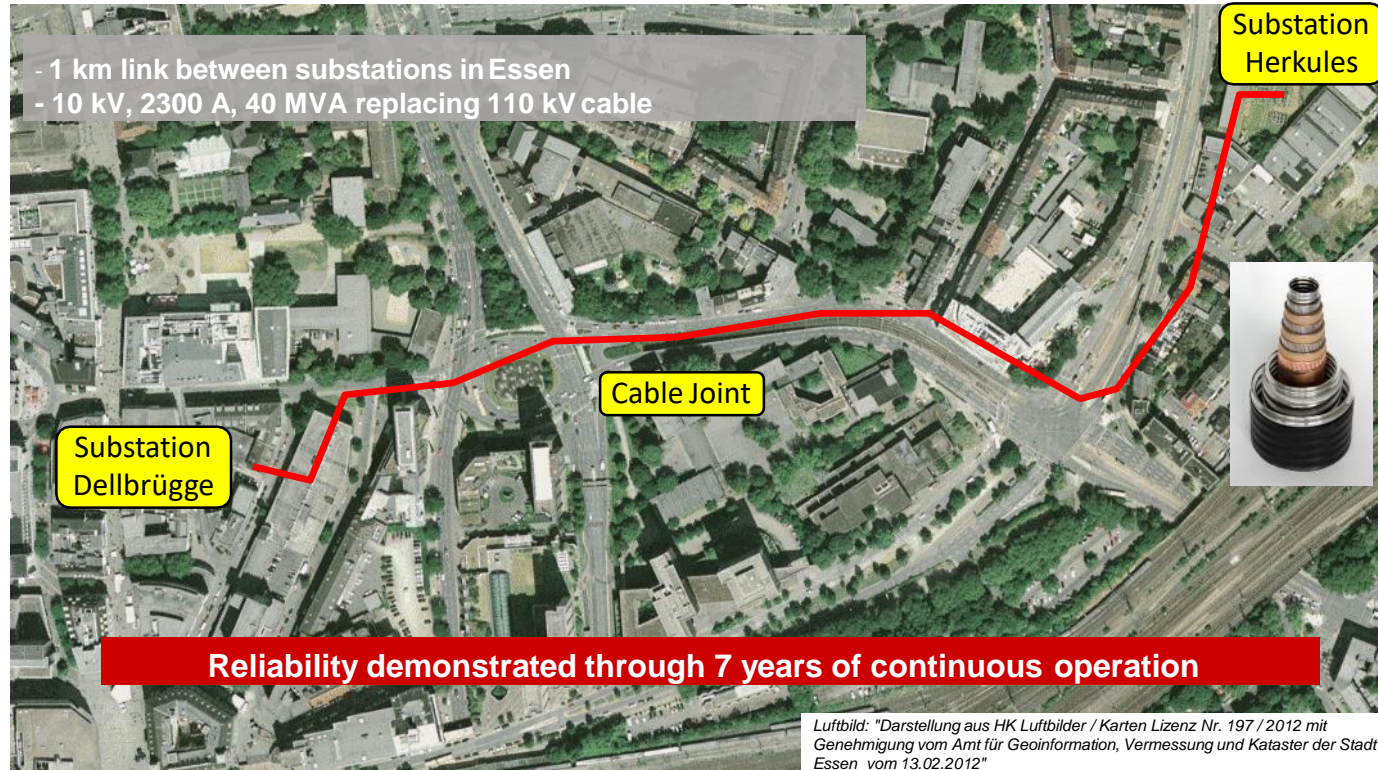 - 1 km link between substations in Essen
- 10 kV, 2300 A, 40 MVA replacing 110 kV cable
Substation
Herkules
Cable Joint
Substation
Dellbrügge
Reliability demonstrated through 7 years of continuous operation
Luftbild: "Darstellung aus HK Luftbilder / Karten Lizenz Nr. 197 / 2012 mit
Genehmigung vom Amt für Geoinformation, Vermessung und Kataster der Stadt
Essen vom 13.02.2012"